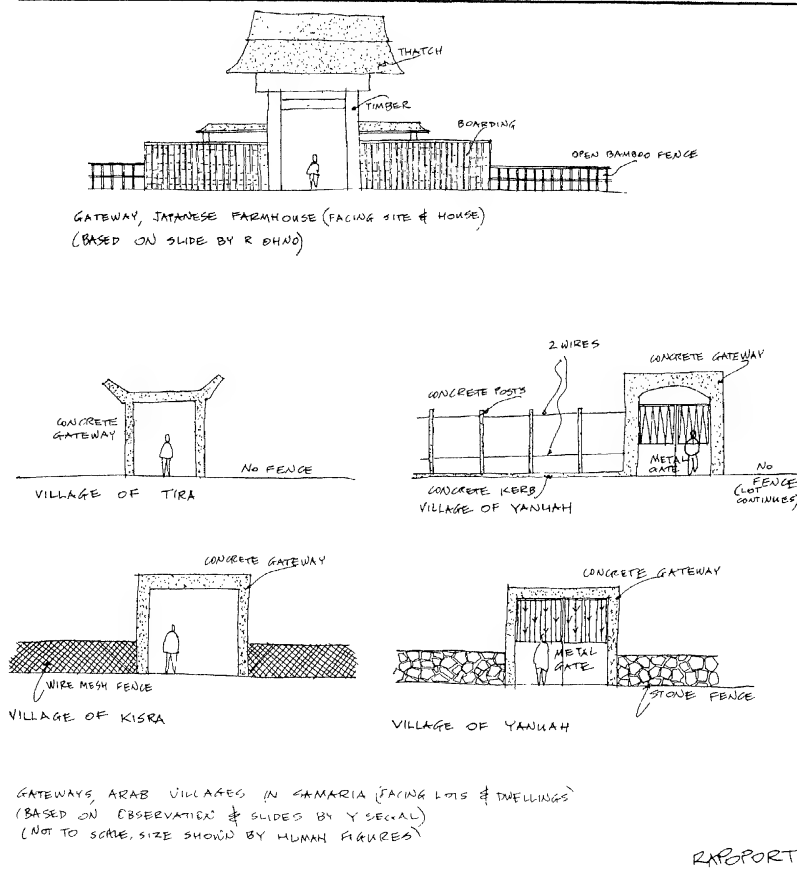 THATCH
TIMBER
BOARDING
OPEN BAMBOO FENCE
GATEWAY, JAPANESE FARMHOUSE (FACING SITE & HOUSE)
(BASED ON SLIDE BY R OHNO)
CONCRETE
GATEWAY
NO FENCE
VILLAGE OF TIRA
2 WIRES
CONCRETE GATEWAY
CONCRETE POSTS
METAL
GATE
NO
FENCE
(LOT
CONTINUES)
CONCRETE KERB
VILLAGE OF YANUAH
CONCRETE GATEWAY
WIRE MESH FENCE
VILLAGE OF KISRA
CONCRETE GATEWAY
METAL
GATE
STONE FENCE
VILLAGE OF YANUAH
GATEWAYS, ARAB VILLAGES IN SAMARIA (FACING LOTS & DWELLINGS)
(BASED ON OBSERVATION & SLIDES BY Y SEGAL)
(NOT TO SCALE, SIZE SHOWN BY HUMAN FIGURES)
RAPOPORT